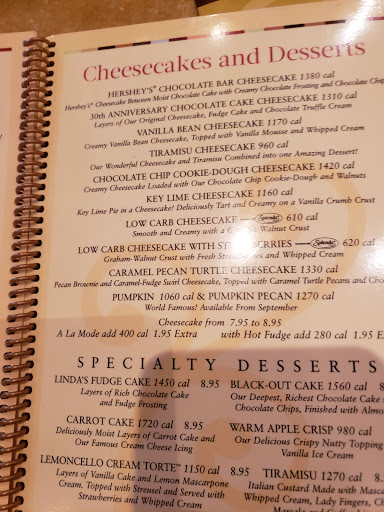 Cheesecakes and Desserts
HERSHEY'S® CHOCOLATE BAR CHEESECAKE 1380 cal
Hershey's® Cheesecake Between Moist Chocolate Cake with Creamy Chocolate Frosting and Chocolate Chips
30th ANNIVERSARY CHOCOLATE CAKE CHEESECAKE 1310 cal
Layers of Our Original Cheesecake, Fudge Cake and Chocolate Truffle Cream
VANILLA BEAN CHEESECAKE 1170 cal
Creamy Vanilla Bean Cheesecake, Topped with Vanilla Mousse and Whipped Cream
TIRAMISU CHEESECAKE 960 cal
Our Wonderful Cheesecake and Tiramisu Combined into one Amazing Dessert!
CHOCOLATE CHIP COOKIE-DOUGH CHEESECAKE 1420 cal
Creamy Cheesecake Loaded with Our Chocolate Chip Cookie-Dough and Walnuts
KEY LIME CHEESECAKE 1160 cal
Key Lime Pie in a Cheesecake! Deliciously Tart and Creamy on a Vanilla Crumb Crust
LOW CARB CHEESECAKE — Splenda 610 cal
Smooth and Creamy with a Walnut Crust
LOW CARB CHEESECAKE WITH ST BERRIES — Splenda 620 cal
Graham-Walnut Crust with Fresh Str ies and Whipped Cream
CARAMEL PECAN TURTLE CHEESECAKE 1330 cal
Pecan Brownie and Caramel-Fudge Swirl Cheesecake, Topped with Caramel Turtle Pecans and Choc
PUMPKIN 1060 & PUMPKIN PECAN 1270 cal
World Famous! Available From September
Cheesecake from 7.95 to 8.95
A La Mode add 400 cal 1.95 Extra with Hot Fudge add 280 cal 1.95 E
SPECIALTY DESSERTS
LINDA'S FUDGE CAKE 1450 cal 8.95
Layers of Rich Chocolate Cake
and Fudge Frosting
CARROT CAKE 1720 cal 8.95
Deliciously Moist Layers of Carrot Cake and
Our Famous Cream Cheese Icing
LEMONCELLO CREAM TORTE™ 1150 cal 8.95
Layers of Vanilla Cake and Lemon Mascarpone
Cream, Topped with Streusel and Served with
Strawberries and Whipped Cream
BLACK-OUT CAKE 1560 cal 8
Our Deepest, Richest Chocolate Cake
Chocolate Chips, Finished with Almo
WARM APPLE CRISP 980 cal
Our Delicious Crispy Nutty Topping
Vanilla Ice Cream
TIRAMISU 1270 cal 8.
Italian Custard Made with Masca
Whipped Cream, Lady Fingers, Ch